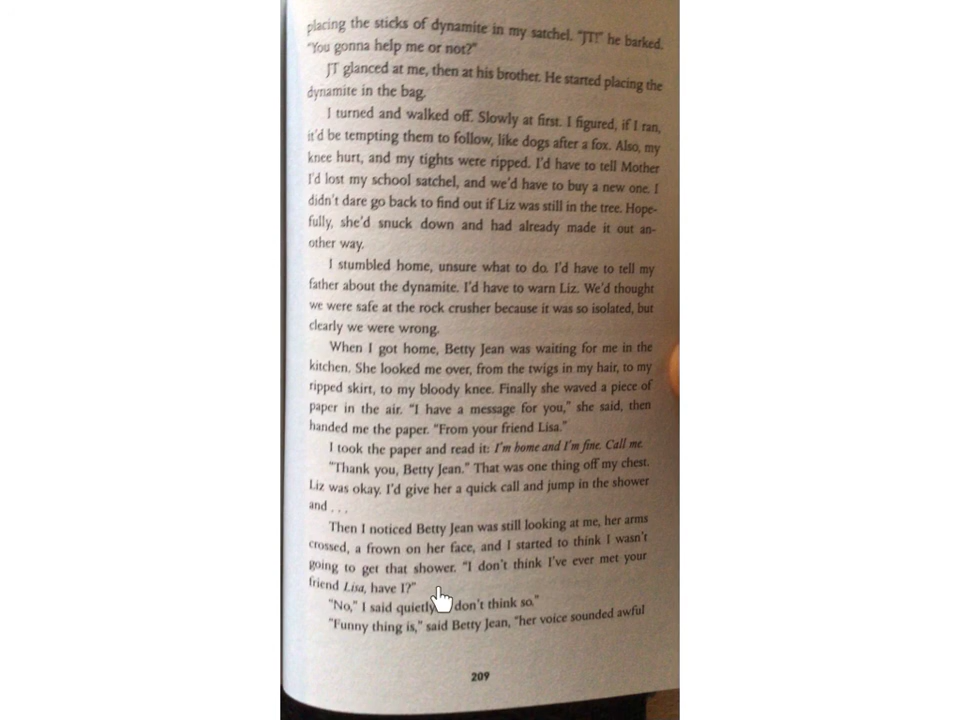 placing the sticks of dynamite in my satchel. "JT!" he barked.
"You gonna help me or not?"
JT glanced at me, then at his brother. He started placing the
dynamite in the bag.
I turned and walked off. Slowly at first. I figured, if I ran,
it'd be tempting them to follow, like dogs after a fox. Also, my
knee hurt, and my tights were ripped. I'd have to tell Mother
I'd lost my school satchel, and we'd have to buy a new one. I
didn't dare go back to find out if Liz was still in the tree. Hope-
fully, she'd snuck down and had already made it out an-
other way.
I stumbled home, unsure what to do. I'd have to tell my
father about the dynamite. I'd have to warn Liz. We'd thought
we were safe at the rock crusher because it was so isolated, but
clearly we were wrong.
When I got home, Betty Jean was waiting for me in the
kitchen. She looked me over, from the twigs in my hair, to my
ripped skirt, to my bloody knee. Finally she waved a piece of
paper in the air. "I have a message for you," she said, then
handed me the paper. "From your friend Lisa."
I took the paper and read it: I'm home and I'm fine. Call me.
"Thank you, Betty Jean." That was one thing off my chest.
Liz was okay. I'd give her a quick call and jump in the shower
and . . .
Then I noticed Betty Jean was still looking at me, her arms
crossed, a frown on her face, and I started to think I wasn't
going to get that shower. "I don't think I've ever met your
friend Lisa, have I?"
"No," I said quietly don't think so."
"Funny thing is," said Betty Jean, "her voice sounded awful
209